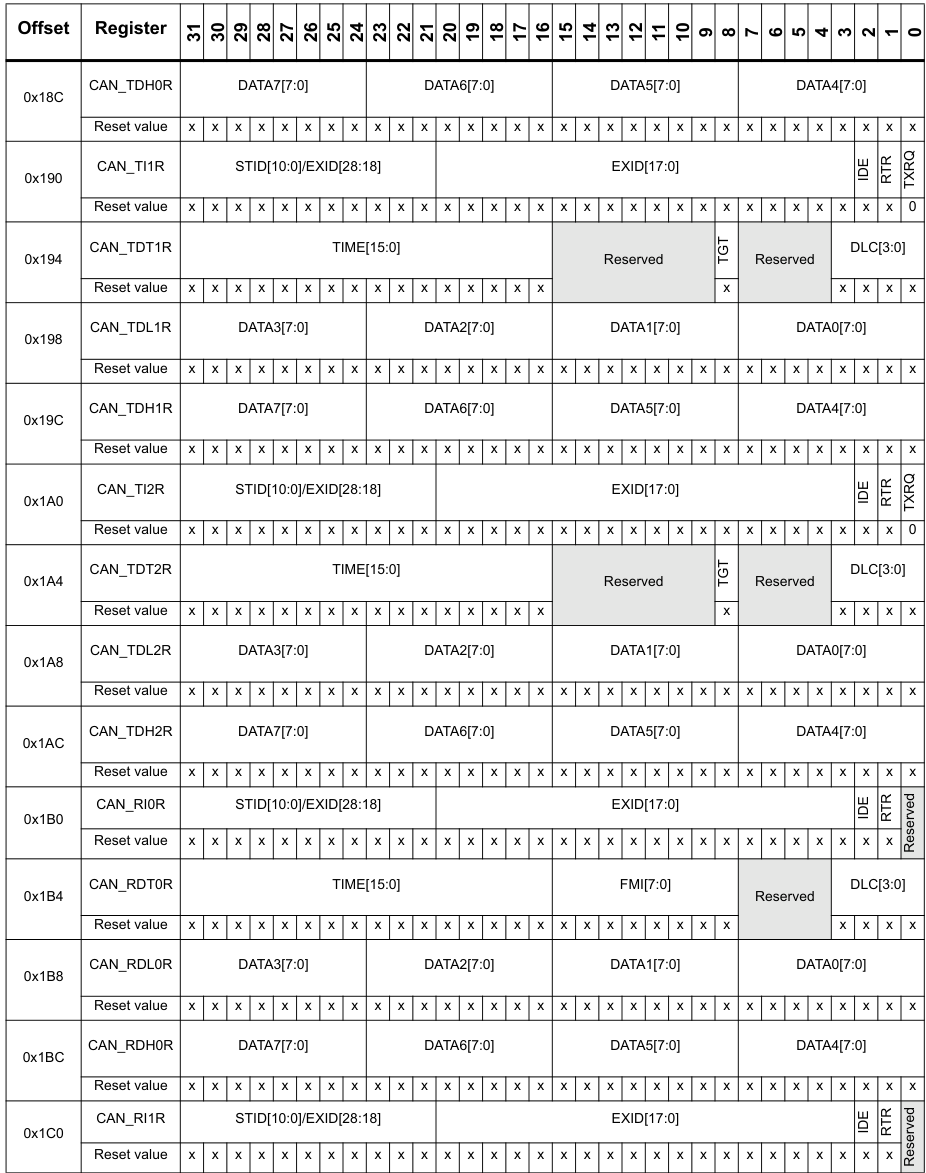 Offset Register 31 30 29 28 27 26 25 24 23 22 21 20 19 18 17 16 15 14 13 12 11 10 9 8 7 6 5 4 3 2 1 0
0x18C CAN_TDH0R DATA7[7:0] DATA6[7:0] DATA5[7:0] DATA4[7:0]
Reset value x x x x x x x x x x x x x x x x x x x x x x x x x x x x x x x x
0x190 CAN_TI1R STID[10:0]/EXID[28:18] EXID[17:0] IDE RTR TXRQ
Reset value x x x x x x x x x x x x x x x x x x x x x x x x x x x x x x x 0
0x194 CAN_TDT1R TIME[15:0] Reserved TGT Reserved DLC[3:0]
Reset value x x x x x x x x x x x x x x x x x x x x x
0x198 CAN_TDL1R DATA3[7:0] DATA2[7:0] DATA1[7:0] DATA0[7:0]
Reset value x x x x x x x x x x x x x x x x x x x x x x x x x x x x x x x x
0x19C CAN_TDH1R DATA7[7:0] DATA6[7:0] DATA5[7:0] DATA4[7:0]
Reset value x x x x x x x x x x x x x x x x x x x x x x x x x x x x x x x x
0x1A0 CAN_TI2R STID[10:0]/EXID[28:18] EXID[17:0] IDE RTR TXRQ
Reset value x x x x x x x x x x x x x x x x x x x x x x x x x x x x x x x 0
0x1A4 CAN_TDT2R TIME[15:0] Reserved TGT Reserved DLC[3:0]
Reset value x x x x x x x x x x x x x x x x x x x x x
0x1A8 CAN_TDL2R DATA3[7:0] DATA2[7:0] DATA1[7:0] DATA0[7:0]
Reset value x x x x x x x x x x x x x x x x x x x x x x x x x x x x x x x x
0x1AC CAN_TDH2R DATA7[7:0] DATA6[7:0] DATA5[7:0] DATA4[7:0]
Reset value x x x x x x x x x x x x x x x x x x x x x x x x x x x x x x x x
0x1B0 CAN_RI0R STID[10:0]/EXID[28:18] EXID[17:0] IDE RTR Reserved
Reset value x x x x x x x x x x x x x x x x x x x x x x x x x x x x x x x
0x1B4 CAN_RDT0R TIME[15:0] FMI[7:0] Reserved DLC[3:0]
Reset value x x x x x x x x x x x x x x x x x x x x x x x x x x x x
0x1B8 CAN_RDL0R DATA3[7:0] DATA2[7:0] DATA1[7:0] DATA0[7:0]
Reset value x x x x x x x x x x x x x x x x x x x x x x x x x x x x x x x x
0x1BC CAN_RDH0R DATA7[7:0] DATA6[7:0] DATA5[7:0] DATA4[7:0]
Reset value x x x x x x x x x x x x x x x x x x x x x x x x x x x x x x x x
0x1C0 CAN_RI1R STID[10:0]/EXID[28:18] EXID[17:0] IDE RTR Reserved
Reset value x x x x x x x x x x x x x x x x x x x x x x x x x x x x x x x